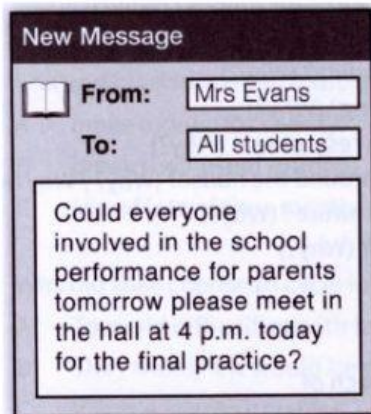 New Message
From: Mrs Evans
To: All students
Could everyone
involved in the school
performance for parents
tomorrow please meet in
the hall at 4 p.m. today
for the final practice?